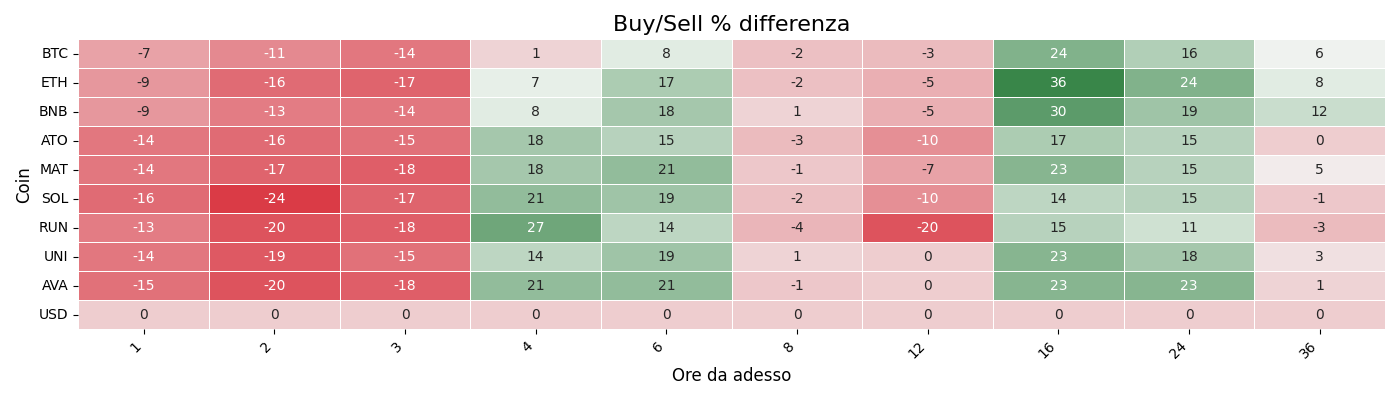 Buy/Sell % differenza
BTC -7 -11 -14 1 8 -2 -3 24 16 6
ETH -9 -16 -17 7 17 -2 -5 36 24 8
BNB -9 -13 -14 8 18 1 -5 30 19 12
ATO -14 -16 -15 18 15 -3 -10 17 15 0
MAT -14 -17 -18 18 21 -1 -7 23 15 5
SOL -16 -24 -17 21 19 -2 -10 14 15 -1
RUN -13 -20 -18 27 14 -4 -20 15 11 -3
UNI -14 -19 -15 14 19 1 0 23 18 3
AVA -15 -20 -18 21 21 -1 0 23 23 1
USD 0 0 0 0 0 0 0 0 0 0
Coin
1 2 3 4 6 8 12 16 24 36
Ore da adesso